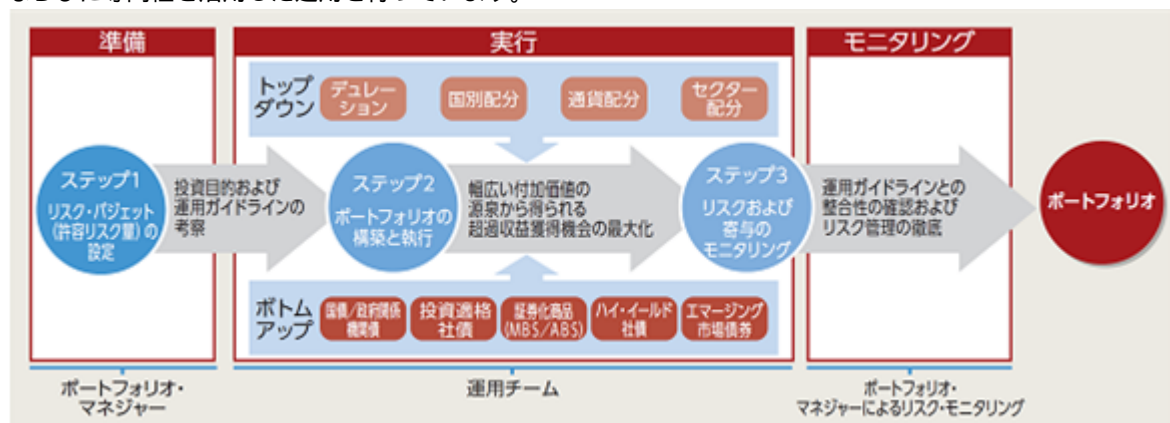 準備
実行
モニタリング
トップ
ダウン
デュレー
ション
国別配分
通貨配分
セクター
配分
ステップ1
リスク・バジェット
(許容リスク量)の
設定
投資目的および
運用ガイドラインの
考察
ステップ2
ポートフォリオの
構築と執行
幅広い付加価値の
源泉から得られる
超過収益獲得機会の最大化
ステップ3
リスクおよび
寄与の
モニタリング
運用ガイドラインとの
整合性の確認および
リスク管理の徹底
ポートフォリオ
ボトム
アップ
国債/政府関係
機関債
投資適格
社債
証券化商品
(MBS/ABS)
ハイ・イールド
社債
エマージング
市場債券
ポートフォリオ・
マネジャー
運用チーム
ポートフォリオ・
マネジャーによるリスク・モニタリング